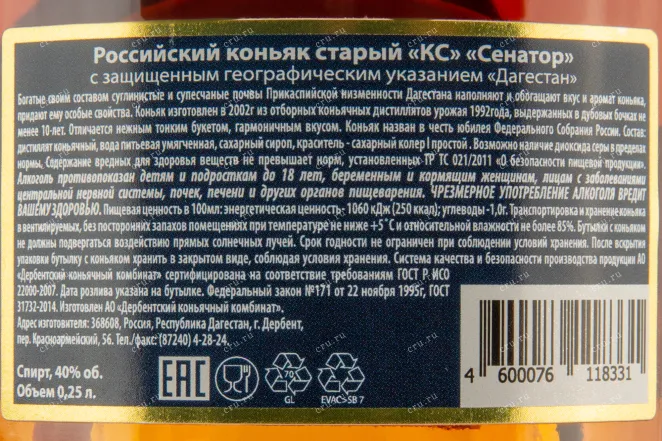 Российский коньяк старый «КС» «Сенатор»
с защищенным географическим указанием «Дагестан»
Богатые своим составом суглинистые и супесчаные почвы Прикаспийской низменности Дагестана наполняют и обогащают вкус и аромат коньяка,
придают ему особые свойства. Коньяк изготовлен в 2002г из отборных коньячных дистиллятов урожая 1992года, выдержанных в дубовых бочках не
менее 10-лет. Отличается нежным тонким букетом, гармоничным вкусом. Коньяк назван в честь юбилея Федерального Собрания России. Состав:
дистиллят коньячный, вода питьевая умягченная, сахарный сироп, краситель - сахарный колер I простой. Возможно наличие диоксида серы в пределах
нормы. Содержание вредных для здоровья веществ не превышает норм, установленных ТР ТС 021/2011 «О безопасности пищевой продукции».
Алкоголь противопоказан детям и подросткам до 18 лет, беременным и кормящим женщинам, лицам с заболеваниями
центральной нервной системы, почек, печени и других органов пищеварения. ЧРЕЗМЕРНОЕ УПОТРЕБЛЕНИЕ АЛКОГОЛЯ ВРЕДИТ
ВАШЕМУ ЗДОРОВЬЮ. Пищевая ценность в 100мл: энергетическая ценность- 1060 кДж (250 ккал); углеводы -1,0г. Транспортировка и хранение коньяка
в вентилируемых, без посторонних запахов помещениях при температуре не ниже +5°С и относительной влажности не более 85%. Бутылки с коньяком
не должны подвергаться воздействию прямых солнечных лучей. Срок годности не ограничен при соблюдении условий хранения. После вскрытия
упаковки бутылку с коньяком хранить в закрытом виде, соблюдая условия хранения. Система качества и безопасности производства продукции АО
«Дербентский коньячный комбинат» сертифицирована на соответствие требованиям ГОСТ Р ИСО
22000-2007. Дата розлива указана на бутылке. Федеральный закон №171 от 22 ноября 1995г, ГОСТ
31732-2014. Изготовлен АО «Дербентский коньячный комбинат».
Адрес изготовителя: 368608, Россия, Республика Дагестан, г. Дербент,
пер. Красноармейский, 56. Тел./факс: (87240) 4-28-24.
Спирт, 40% об.
Объем 0,25 л.
EAC
70
GL
EVAC-SB 7
4 600076 118331
cru.ru